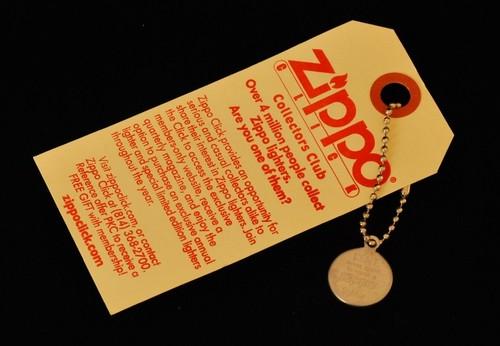 Zippo®
CLICK
Collectors Club
Over 4 million people collect
Zippo lighters.
Are you one of them?
Zippo Click provides an opportunity for
serious and casual collectors alike to
share their interest in Zippo lighters. Join
the Click to access the exclusive
members-only website, receive a
quarterly magazine, and enjoy the
option to purchase an exclusive annual
lighter and special limited edition lighters
throughout the year.
Visit zippoclick.com, or contact
Zippo Click at (814) 368-2700.
Reference offer PKC to receive a
FREE GIFT with membership!
zippoclick.com